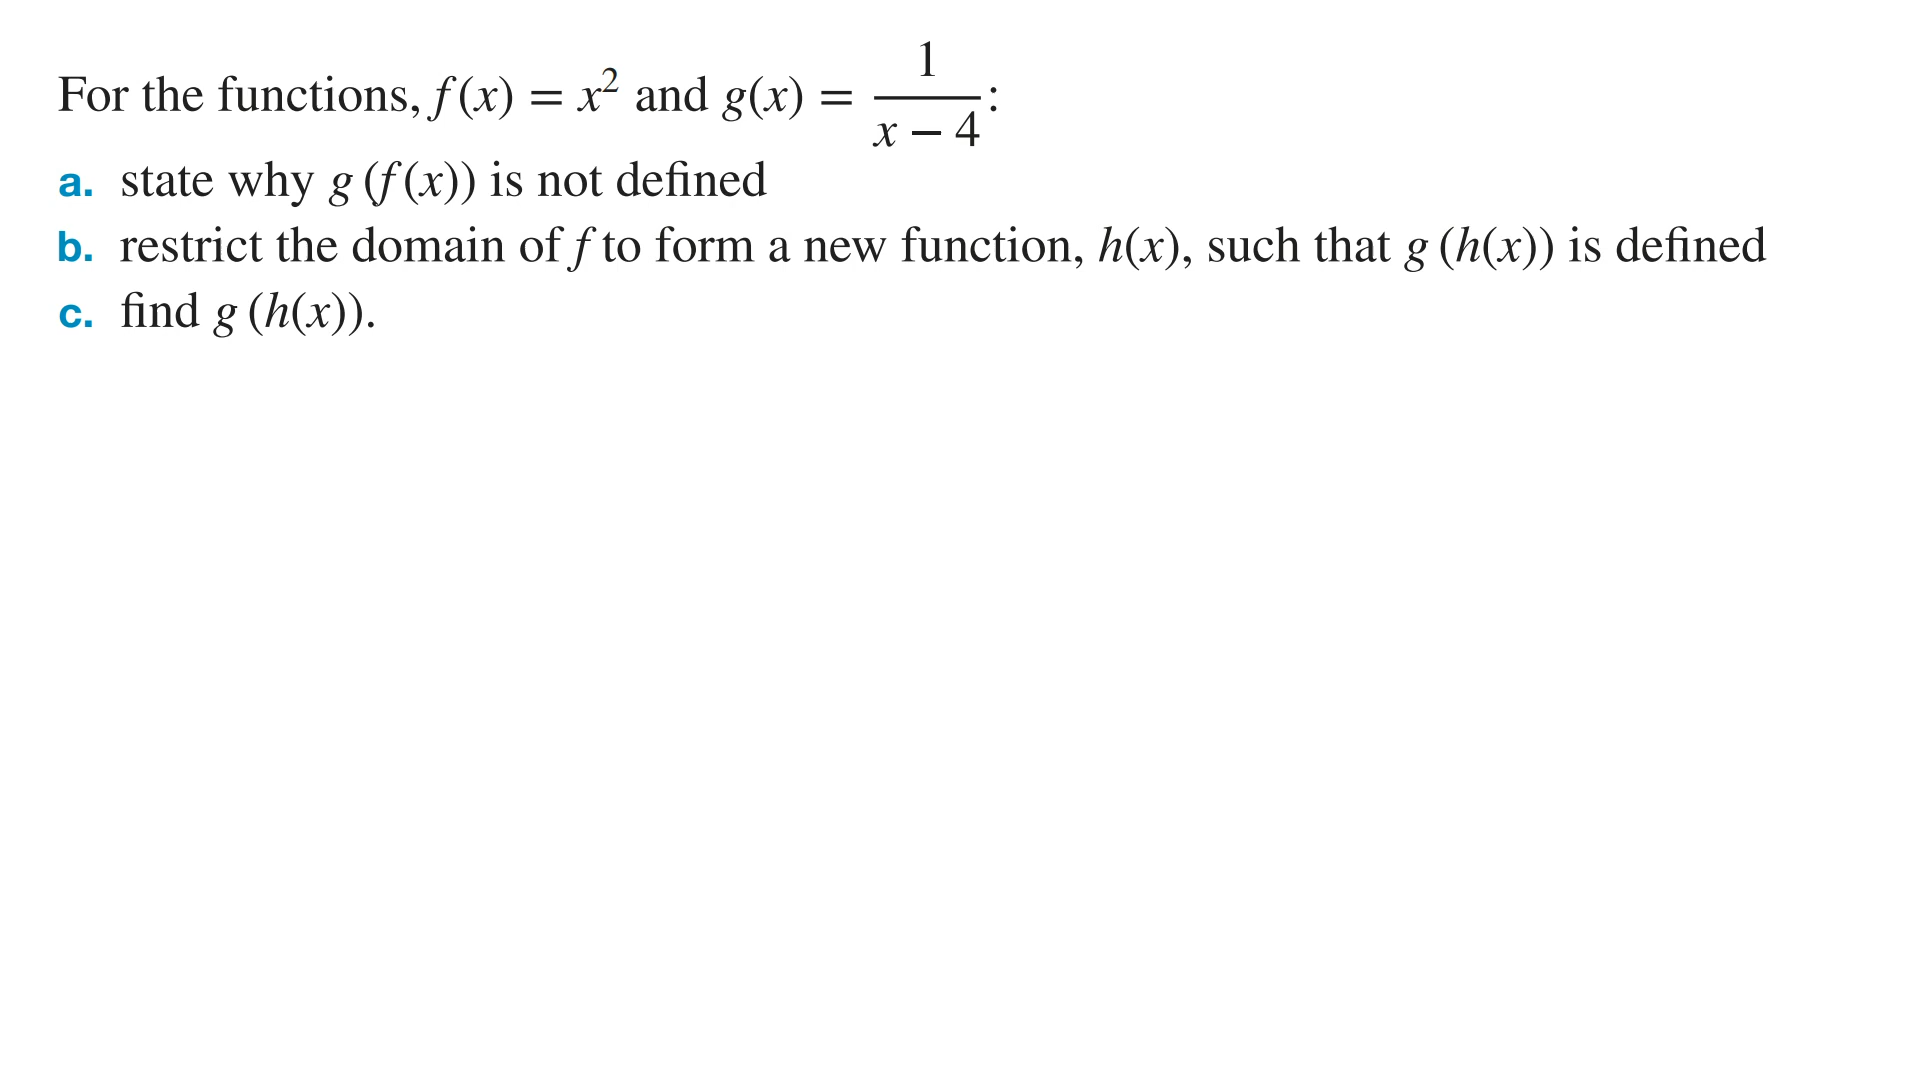 For the functions, f(x) = x² and g(x) = 1/(x − 4):
a. state why g (f(x)) is not defined
b. restrict the domain of f to form a new function, h(x), such that g (h(x)) is defined
c. find g (h(x)).